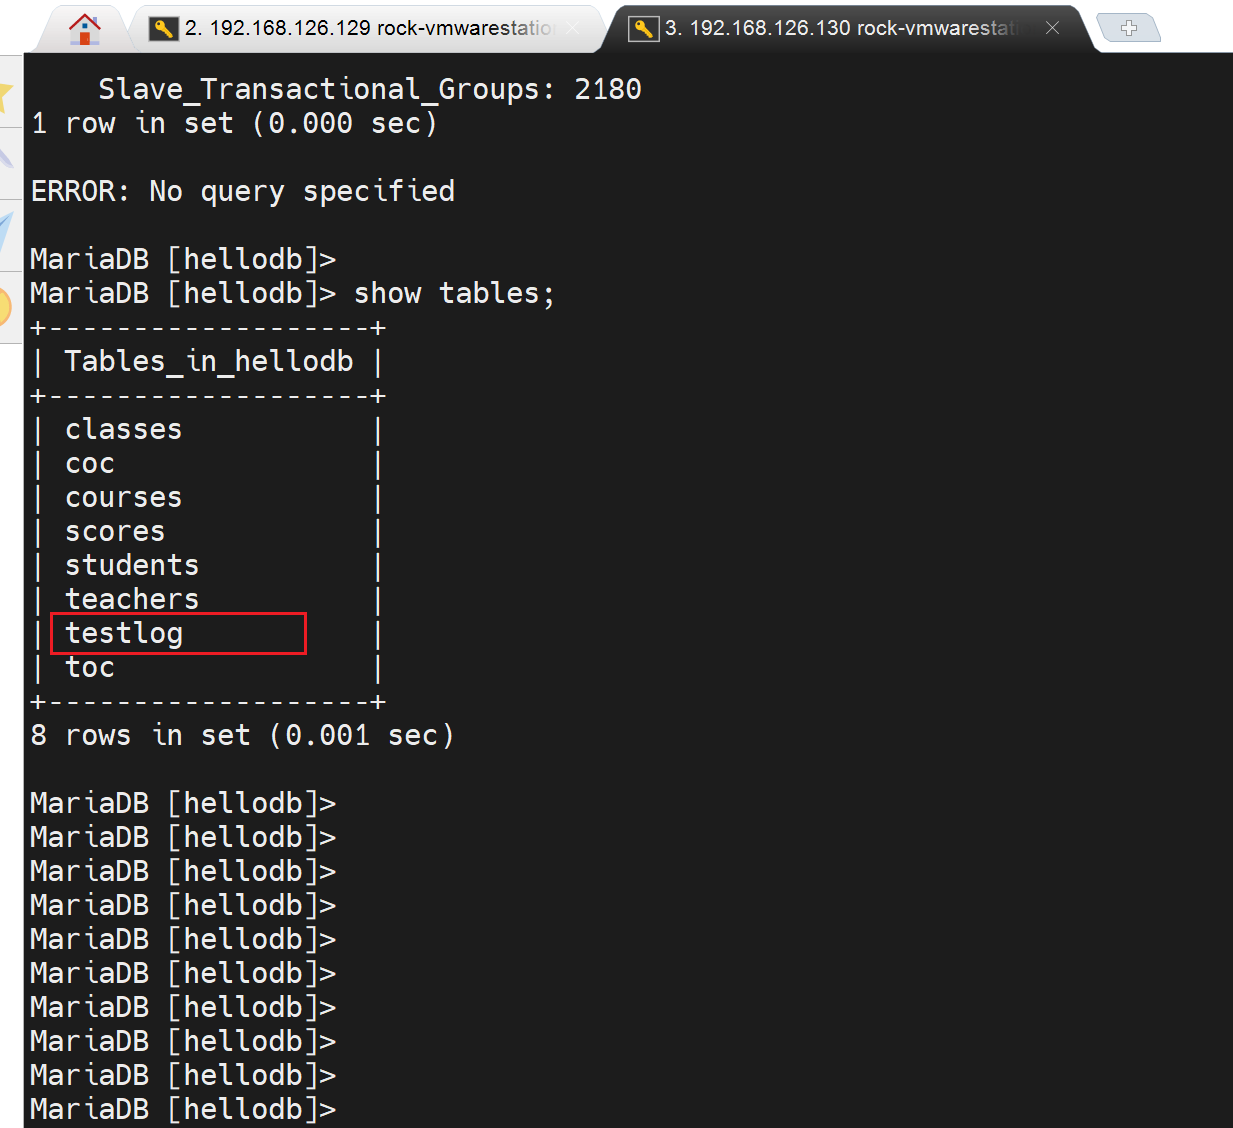 2. 192.168.126.129 rock-vmwarestation
3. 192.168.126.130 rock-vmwarestati
Slave_Transactional_Groups: 2180
1 row in set (0.000 sec)
ERROR: No query specified
MariaDB [hellodb]>
MariaDB [hellodb]> show tables;
+-------------------+
| Tables_in_hellodb |
+-------------------+
| classes           |
| coc               |
| courses           |
| scores            |
| students          |
| teachers          |
| testlog           |
| toc               |
+-------------------+
8 rows in set (0.001 sec)
MariaDB [hellodb]>
MariaDB [hellodb]>
MariaDB [hellodb]>
MariaDB [hellodb]>
MariaDB [hellodb]>
MariaDB [hellodb]>
MariaDB [hellodb]>
MariaDB [hellodb]>
MariaDB [hellodb]>
MariaDB [hellodb]>